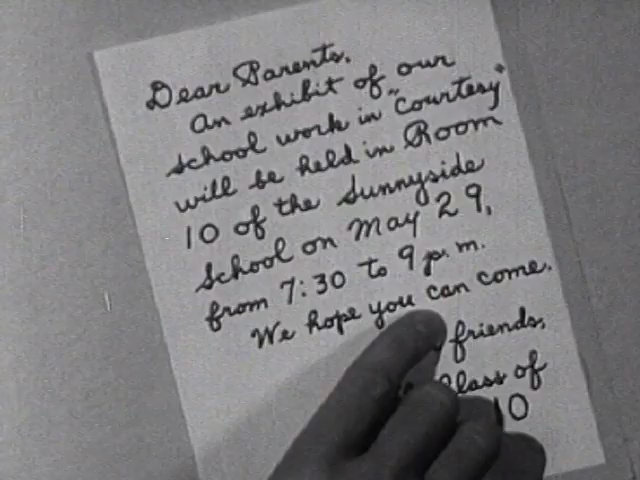 Dear Parents,
An exhibit of our
school work in "Courtesy"
will be held in Room
10 of the Sunnyside
School on May 29,
from 7:30 to 9 p.m.
We hope you can come.
friends,
Class of
10